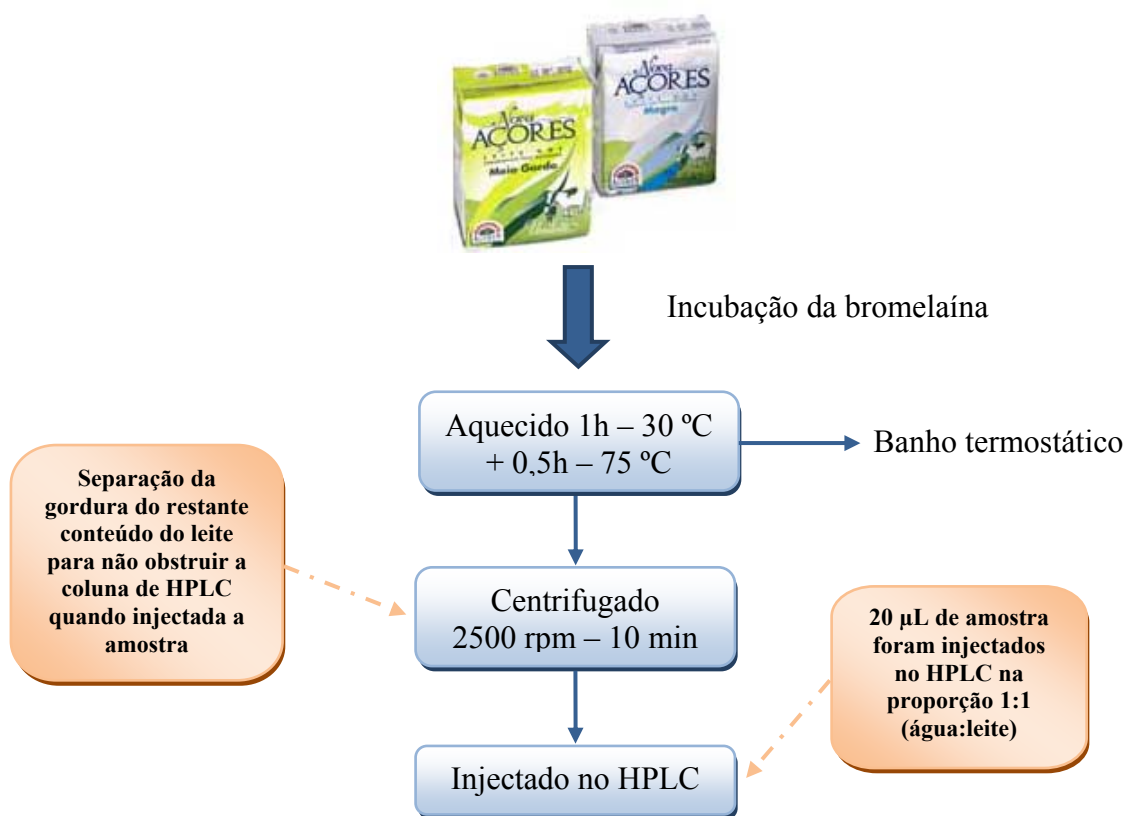 Nova
AÇORES
Magro
Nova
AÇORES
Meio Gordo
Incubação da bromelaína
Aquecido 1h – 30 ºC
+ 0,5h – 75 ºC
Banho termostático
Separação da
gordura do restante
conteúdo do leite
para não obstruir a
coluna de HPLC
quando injectada a
amostra
Centrifugado
2500 rpm – 10 min
20 µL de amostra
foram injectados
no HPLC na
proporção 1:1
(água:leite)
Injectado no HPLC